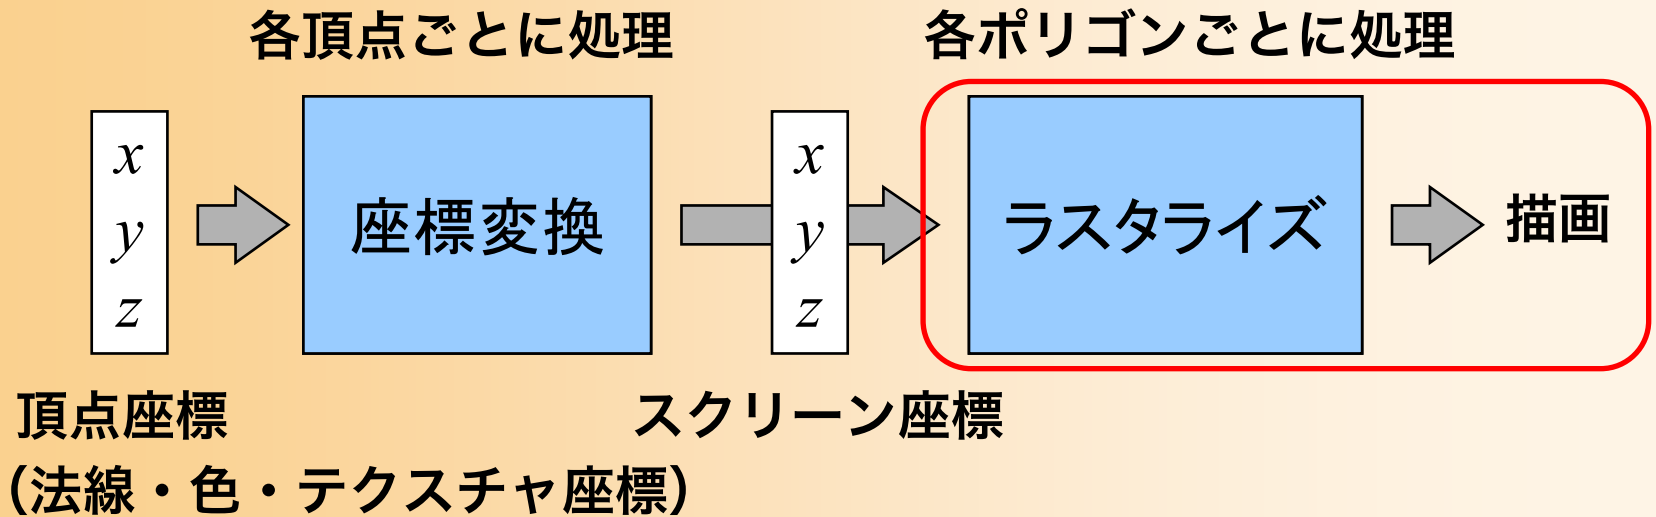 各頂点ごとに処理
各ポリゴンごとに処理
x
y
z
座標変換
x
y
z
ラスタライズ
描画
頂点座標
(法線・色・テクスチャ座標)
スクリーン座標